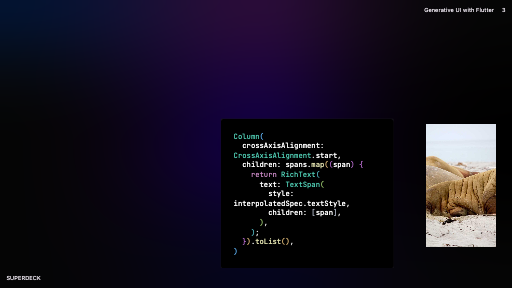 Generative UI with Flutter 3
Column(
  crossAxisAlignment:
CrossAxisAlignment.start,
  children: spans.map((span) {
    return RichText(
      text: TextSpan(
        style:
interpolatedSpec.textStyle,
        children: [span],
      ),
    );
  }).toList(),
)
SUPERDECK